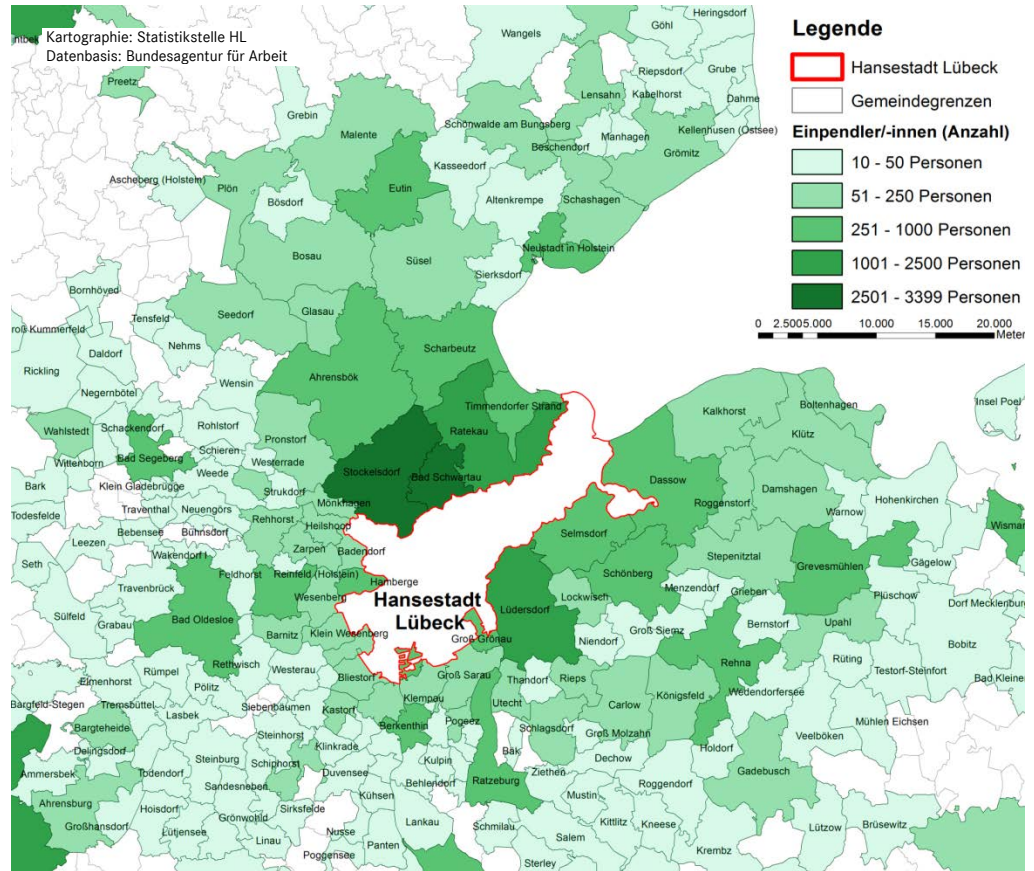 Kartographie: Statistikstelle HL
Datenbasis: Bundesagentur für Arbeit
Legende
Hansestadt Lübeck
Gemeindegrenzen
Einpendler/-innen (Anzahl)
10 - 50 Personen
51 - 250 Personen
251 - 1000 Personen
1001 - 2500 Personen
2501 - 3399 Personen
0 2.500 5.000 10.000 15.000 20.000
Meter
Heringsdorf
Göhl
Wangels
Preetz
Riepsdorf
Grube
Lensahn
Kabelhorst
Dahme
Grebin
Malente
Schönwalde am Bungsberg
Manhagen
Kellenhusen (Ostsee)
Beschendorf
Grömitz
Kasseedorf
Ascheberg (Holstein)
Plön
Eutin
Bösdorf
Altenkrempe
Schashagen
Neustadt in Holstein
Bosau
Süsel
Sierksdorf
Bornhöved
Seedorf
Glasau
Tensfeld
Kummerfeld
Nehms
Daldorf
Scharbeutz
Rickling
Ahrensbök
Wensin
Negernbötel
Timmendorfer Strand
Kalkhorst
Boltenhagen
Insel Poel
Rohlstorf
Schackendorf
Wahlstedt
Ratekau
Klütz
Pronstorf
Schieren
Bad Segeberg
Wittenborn
Westerrade
Weede
Stockelsdorf
Bad Schwartau
Dassow
Damshagen
Bark
Klein Gladebrügge
Strukdorf
Roggenstorf
Hohenkirchen
Mönkhagen
Traventhal
Neuengörs
Rehhorst
Heilshoop
Warnow
Todesfelde
Bebensee
Bühnsdorf
Selmsdorf
Wismar
Leezen
Zarpen
Badendorf
Wakendorf I
Stepenitztal
Gägelow
Seth
Feldhorst
Reinfeld (Holstein)
Schönberg
Grevesmühlen
Travenbrück
Hamberge
Menzendorf
Grieben
Plüschow
Wesenberg
Hansestadt
Lübeck
Lüdersdorf
Lockwisch
Dorf Mecklenburg
Sülfeld
Grabau
Bad Oldesloe
Bernstorf
Upahl
Barnitz
Klein Wesenberg
Groß Grönau
Niendorf
Groß Siemz
Bobitz
Rethwisch
Rüting
Rümpel
Westerau
Bliestorf
Groß Sarau
Thandorf
Rieps
Rehna
Testorf-Steinfort
Elmenhorst
Pölitz
Klempau
Utecht
Königsfeld
Wedendorfersee
Bad Kleinen
Bargfeld-Stegen
Tremsbüttel
Lasbek
Siebenbäumen
Kastorf
Carlow
Berkenthin
Pogeez
Mühlen Eichsen
Bargteheide
Steinhorst
Schlagsdorf
Groß Molzahn
Veelböken
Delingsdorf
Klinkrade
Bäk
Holdorf
Steinburg
Schiphorst
Kulpin
Dechow
Ammersbek
Todendorf
Duvensee
Ziethen
Gadebusch
Sandesneben
Behlendorf
Ratzeburg
Roggendorf
Ahrensburg
Hoisdorf
Sirksfelde
Kühsen
Mustin
Grönwohld
Großhansdorf
Lütjensee
Nusse
Lankau
Schmilau
Kittlitz
Kneese
Lützow
Brüsewitz
Linau
Panten
Salem
Poggensee
Krembz
Sterley